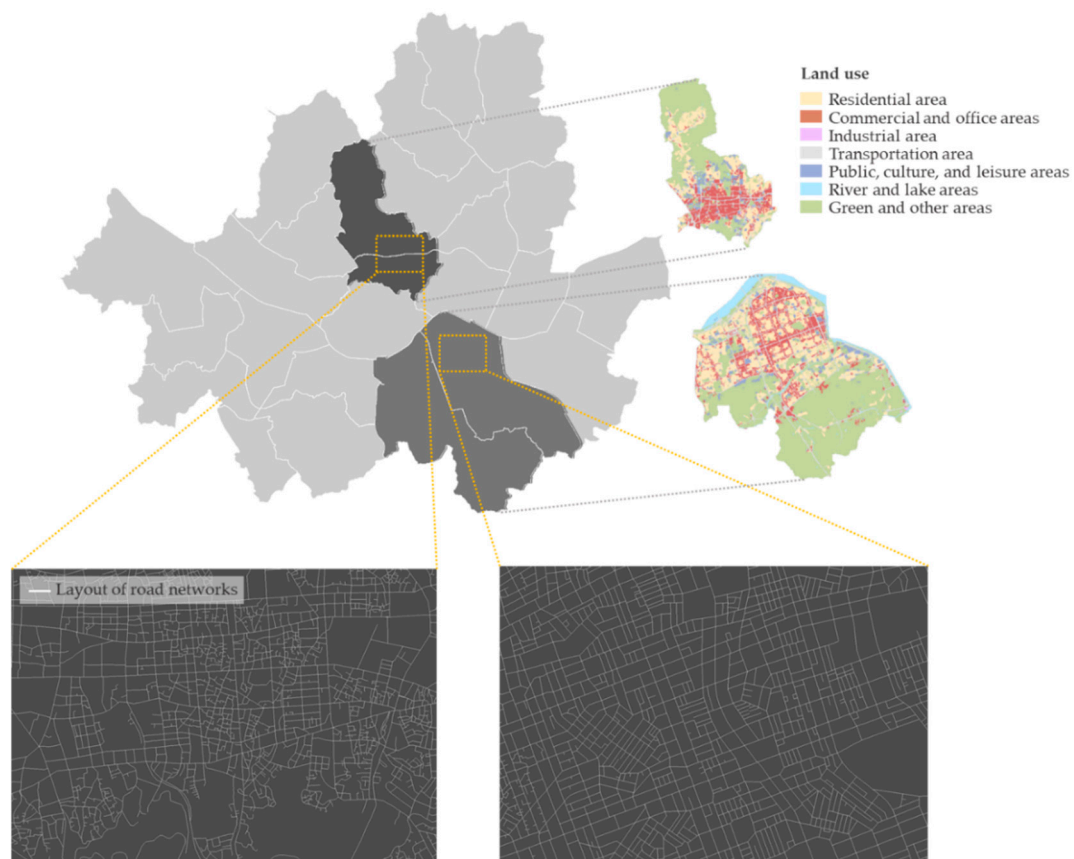 Land use
Residential area
Commercial and office areas
Industrial area
Transportation area
Public, culture, and leisure areas
River and lake areas
Green and other areas
Layout of road networks